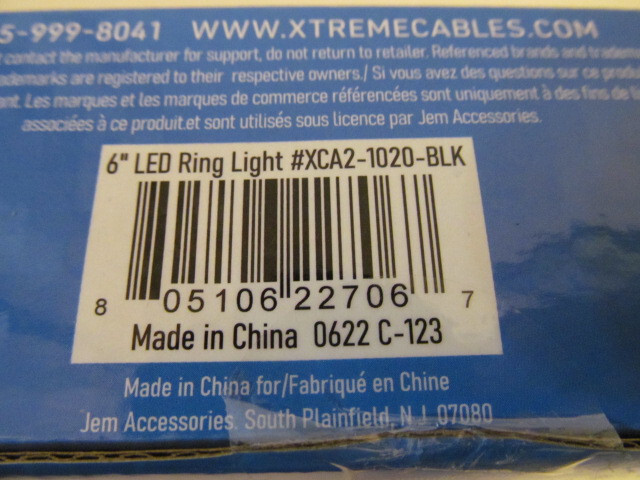 5-999-8041 WWW.XTREMECABLES.COM
contact the manufacturer for support, do not return to retailer. Referenced brands and
are registered to their respective owners./ Si vous avez des questions sur ce
Les marques et les marques de commerce référencées sont uniquement à des fins de
associées à ce produit.et sont utilisés sous licence par Jem Accessories.
6" LED Ring Light #XCA2-1020-BLK
8 05106 22706 7
Made in China 0622 C-123
Made in China for/Fabriqué en Chine
Jem Accessories. South Plainfield, N.J. 07080